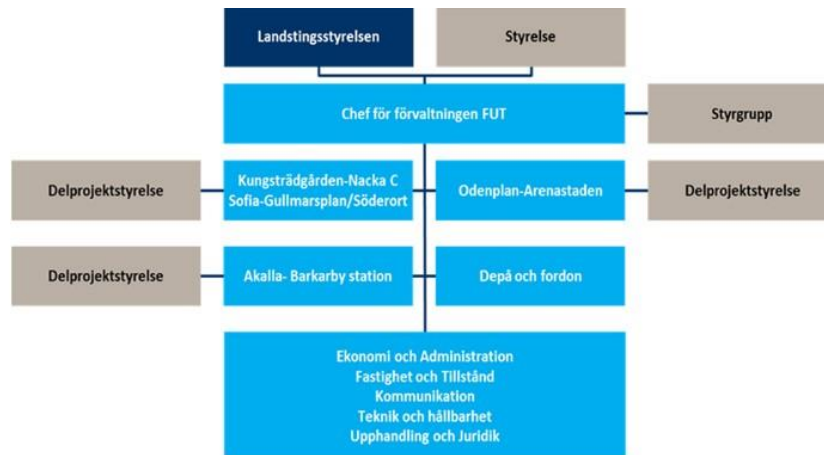 Landstingsstyrelsen
Styrelse
Chef för förvaltningen FUT
Styrgrupp
Delprojektstyrelse
Kungsträdgården-Nacka C
Sofia-Gullmarsplan/Söderort
Odenplan-Arenastaden
Delprojektstyrelse
Delprojektstyrelse
Akalla- Barkarby station
Depå och fordon
Ekonomi och Administration
Fastighet och Tillstånd
Kommunikation
Teknik och hållbarhet
Upphandling och Juridik